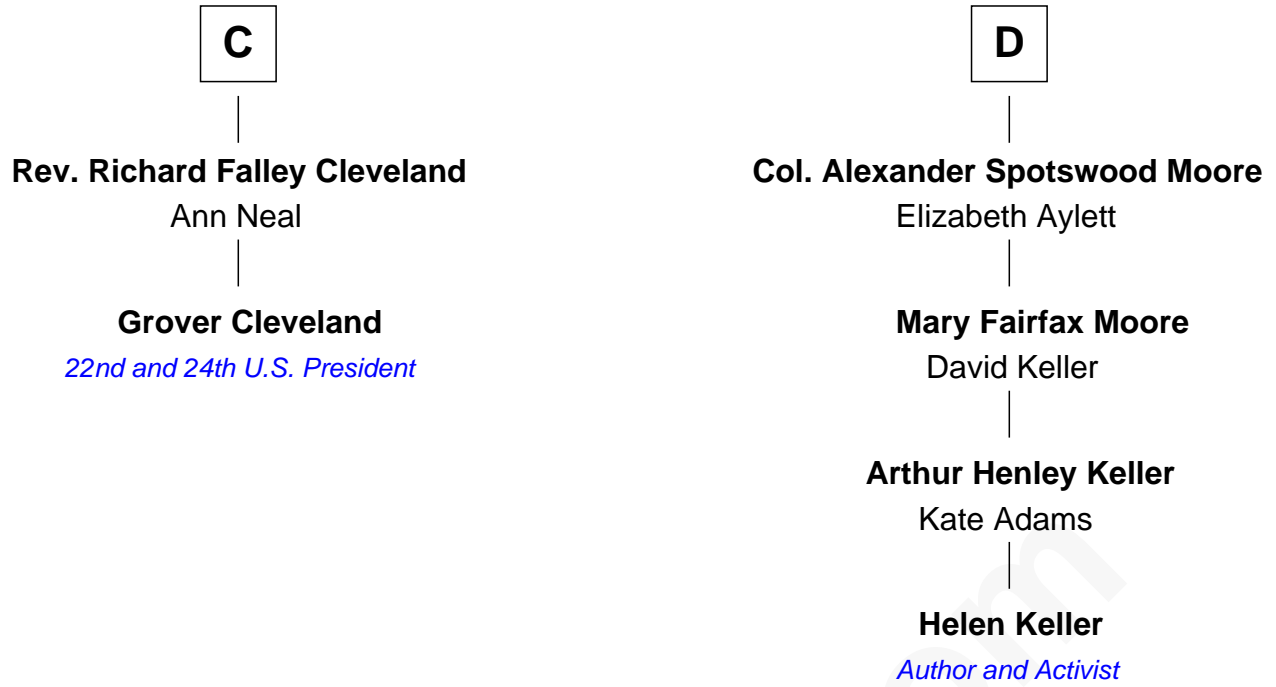 C
Rev. Richard Falley Cleveland
Ann Neal
Grover Cleveland
22nd and 24th U.S. President
D
Col. Alexander Spotswood Moore
Elizabeth Aylett
Mary Fairfax Moore
David Keller
Arthur Henley Keller
Kate Adams
Helen Keller
Author and Activist